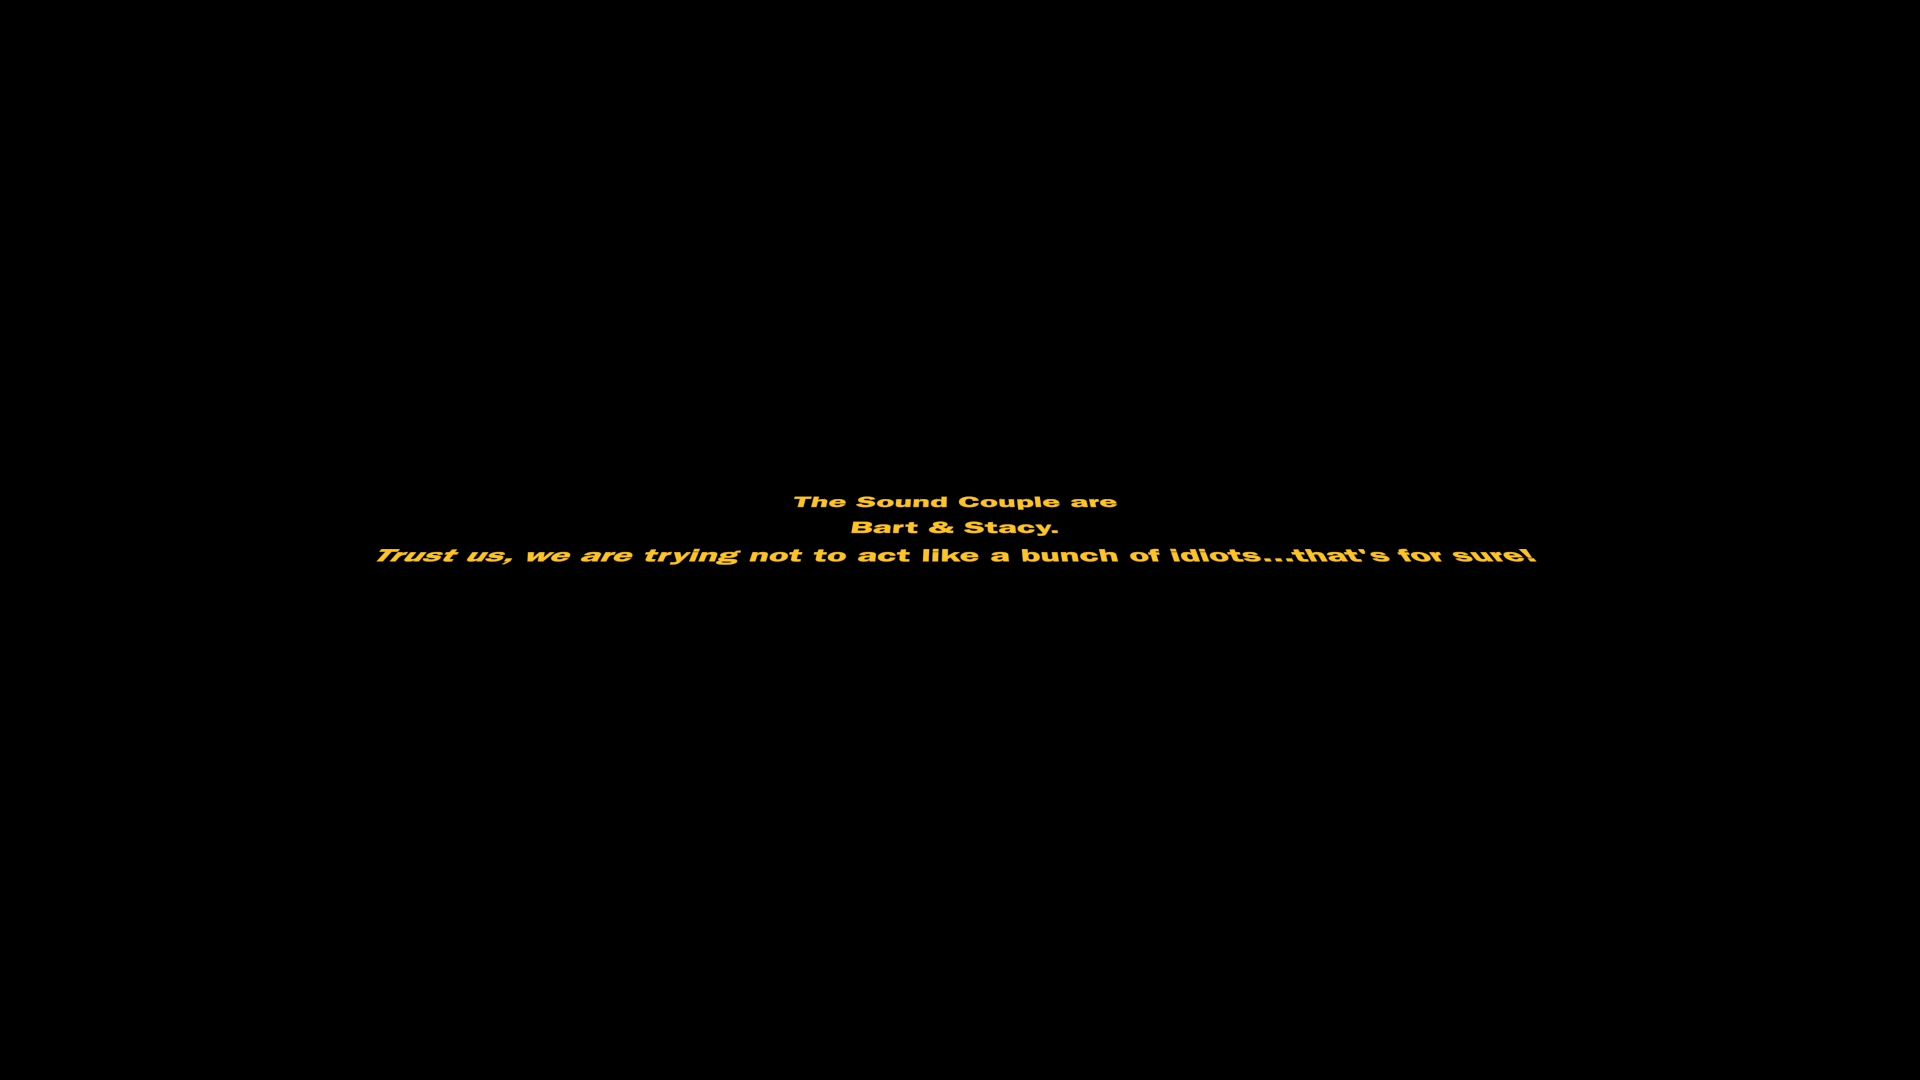 The Sound Couple are
Bart & Stacy.
Trust us, we are trying not to act like a bunch of idiots...that's for sure!